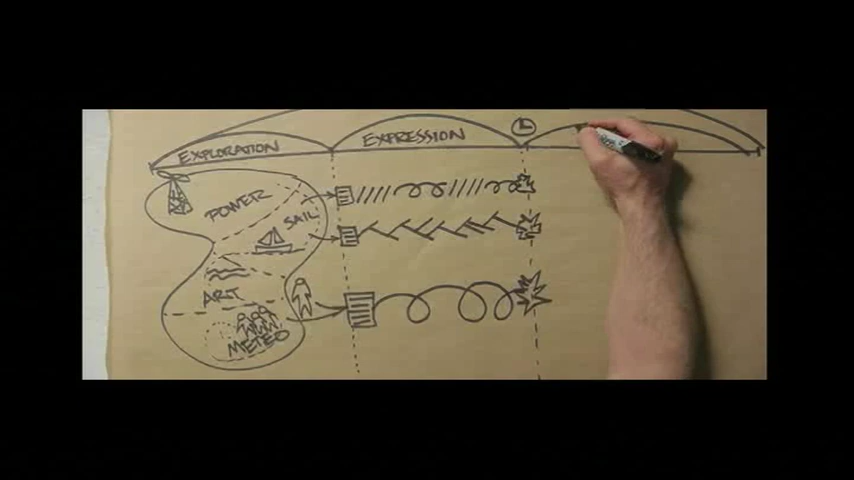 EXPLORATION
EXPRESSION
POWER
SAIL
ART
METEO